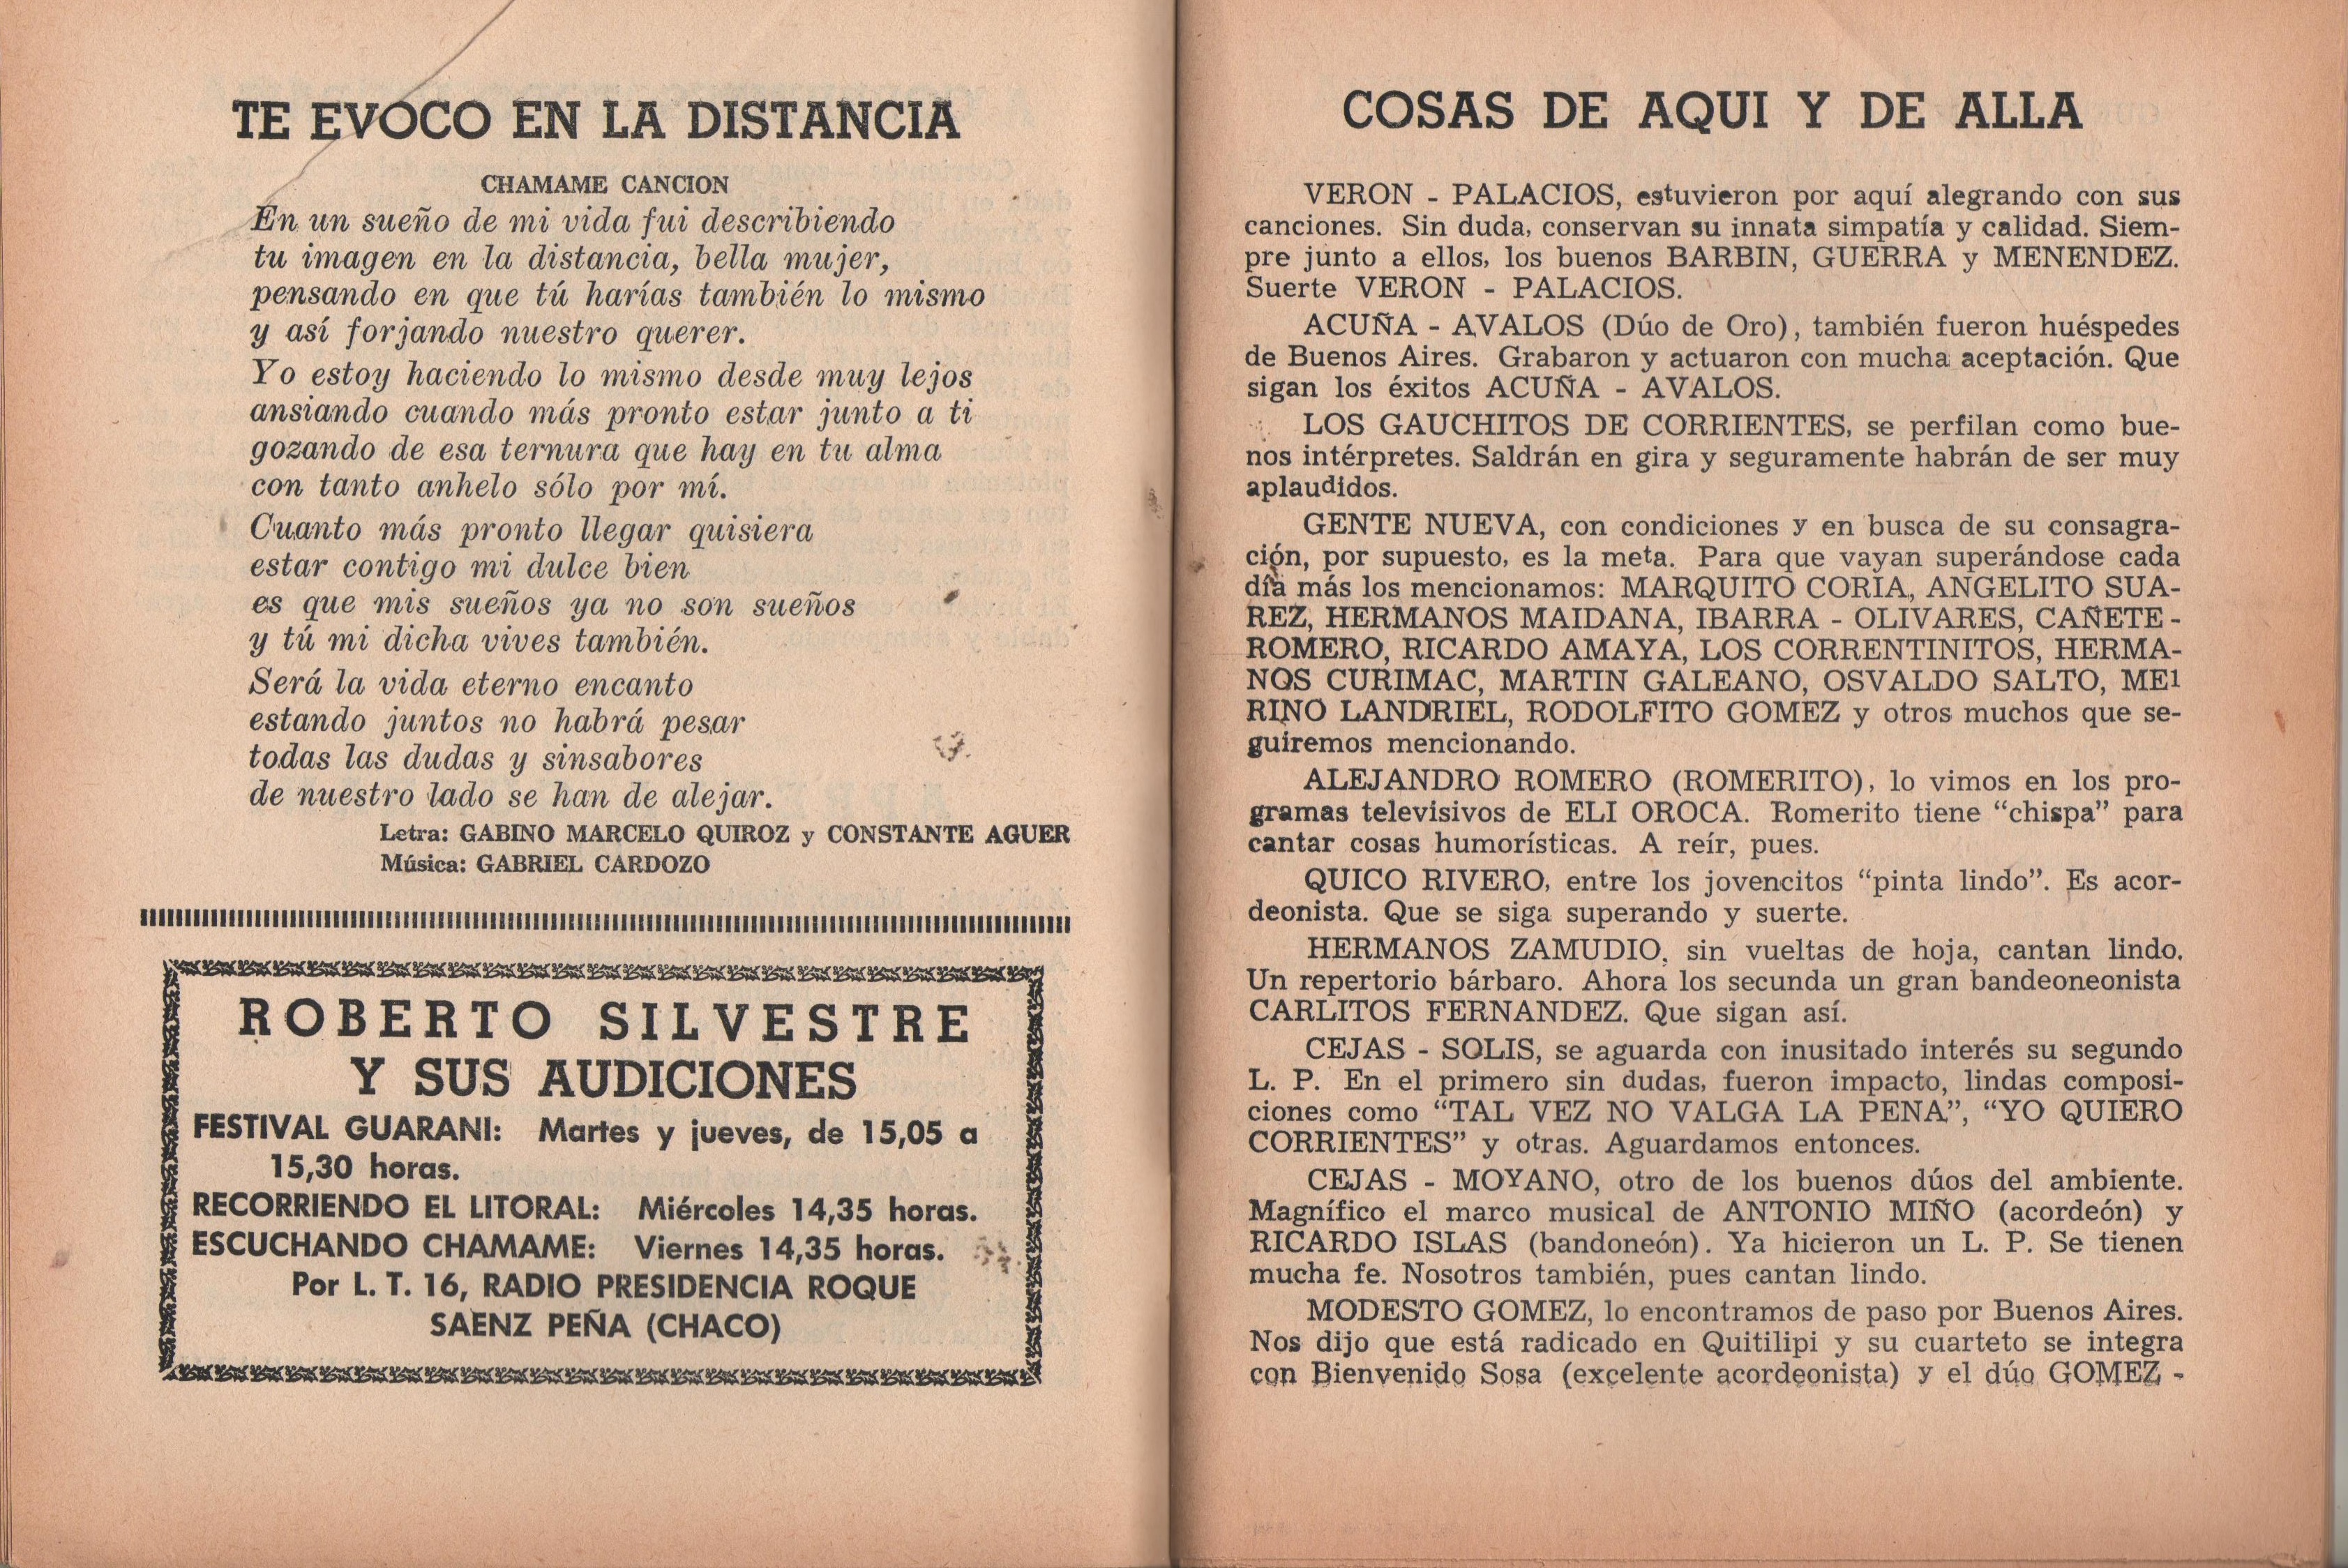 TE EVOCO EN LA DISTANCIA
CHAMAME CANCION
En un sueño de mi vida fui describiendo
tu imagen en la distancia, bella mujer,
pensando en que tú harías también lo mismo
y así forjando nuestro querer.
Yo estoy haciendo lo mismo desde muy lejos
ansiando cuando más pronto estar junto a ti
gozando de esa ternura que hay en tu alma
con tanto anhelo sólo por mí.
Cuanto más pronto llegar quisiera
estar contigo mi dulce bien
es que mis sueños ya no son sueños
y tú mi dicha vives también.
Será la vida eterno encanto
estando juntos no habrá pesar
todas las dudas y sinsabores
de nuestro lado se han de alejar.
Letra: GABINO MARCELO QUIROZ y CONSTANTE AGUER
Música: GABRIEL CARDOZO
ROBERTO SILVESTRE
Y SUS AUDICIONES
FESTIVAL GUARANI: Martes y jueves, de 15,05 a
15,30 horas.
RECORRIENDO EL LITORAL: Miércoles 14,35 horas.
ESCUCHANDO CHAMAME: Viernes 14,35 horas.
Por L. T. 16, RADIO PRESIDENCIA ROQUE
SAENZ PEÑA (CHACO)
COSAS DE AQUI Y DE ALLA
VERON - PALACIOS, estuvieron por aquí alegrando con sus
canciones. Sin duda, conservan su innata simpatía y calidad. Siem-
pre junto a ellos, los buenos BARBIN, GUERRA y MENENDEZ.
Suerte VERON - PALACIOS.
ACUÑA - AVALOS (Dúo de Oro), también fueron huéspedes
de Buenos Aires. Grabaron y actuaron con mucha aceptación. Que
sigan los éxitos ACUÑA - AVALOS.
LOS GAUCHITOS DE CORRIENTES, se perfilan como bue-
nos intérpretes. Saldrán en gira y seguramente habrán de ser muy
aplaudidos.
GENTE NUEVA, con condiciones y en busca de su consagra-
ción, por supuesto, es la meta. Para que vayan superándose cada
día más los mencionamos: MARQUITO CORIA, ANGELITO SUA-
REZ, HERMANOS MAIDANA, IBARRA - OLIVARES, CAÑETE -
ROMERO, RICARDO AMAYA, LOS CORRENTINITOS, HERMA-
NOS CURIMAC, MARTIN GALEANO, OSVALDO SALTO, ME1
RINO LANDRIEL, RODOLFITO GOMEZ y otros muchos que se-
guiremos mencionando.
ALEJANDRO ROMERO (ROMERITO), lo vimos en los pro-
gramas televisivos de ELI OROCA. Romerito tiene “chispa” para
cantar cosas humorísticas. A reír, pues.
QUICO RIVERO, entre los jovencitos “pinta lindo”. Es acor-
deonista. Que se siga superando y suerte.
HERMANOS ZAMUDIO, sin vueltas de hoja, cantan lindo.
Un repertorio bárbaro. Ahora los secunda un gran bandeoneonista
CARLITOS FERNANDEZ. Que sigan así.
CEJAS - SOLIS, se aguarda con inusitado interés su segundo
L. P. En el primero sin dudas, fueron impacto, lindas composi-
ciones como “TAL VEZ NO VALGA LA PENA”, “YO QUIERO
CORRIENTES” y otras. Aguardamos entonces.
CEJAS - MOYANO, otro de los buenos dúos del ambiente.
Magnífico el marco musical de ANTONIO MIÑO (acordeón) y
RICARDO ISLAS (bandoneón). Ya hicieron un L. P. Se tienen
mucha fe. Nosotros también, pues cantan lindo.
MODESTO GOMEZ, lo encontramos de paso por Buenos Aires.
Nos dijo que está radicado en Quitilipi y su cuarteto se integra
con Bienvenido Sosa (excelente acordeonista) y el dúo GOMEZ -